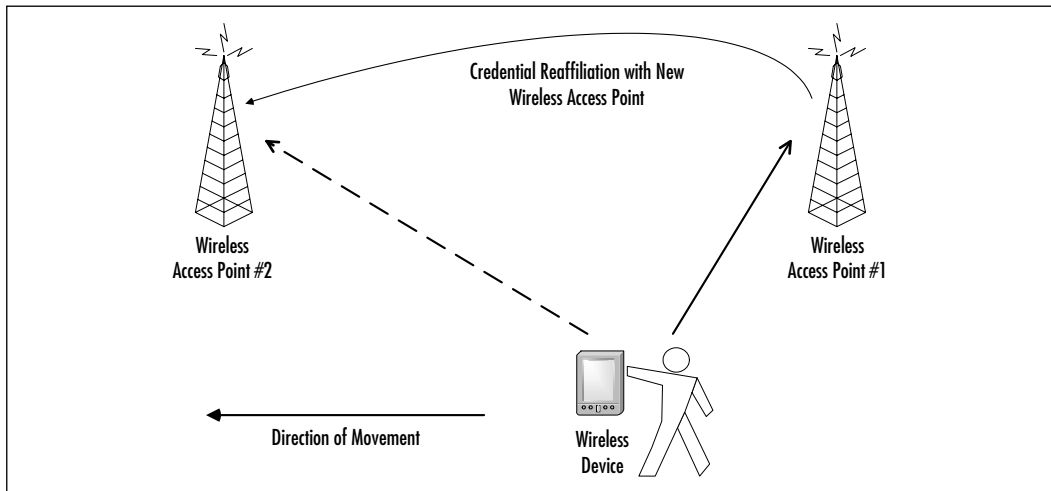 Credential Reaffiliation with New
Wireless Access Point
Wireless
Access Point #2
Wireless
Access Point #1
Direction of Movement
Wireless
Device